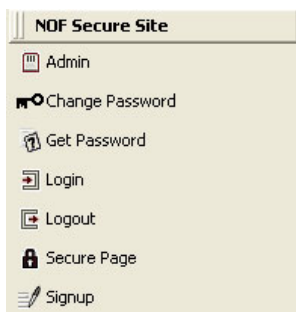 NOF Secure Site
Admin
Change Password
Get Password
Login
Logout
Secure Page
Signup